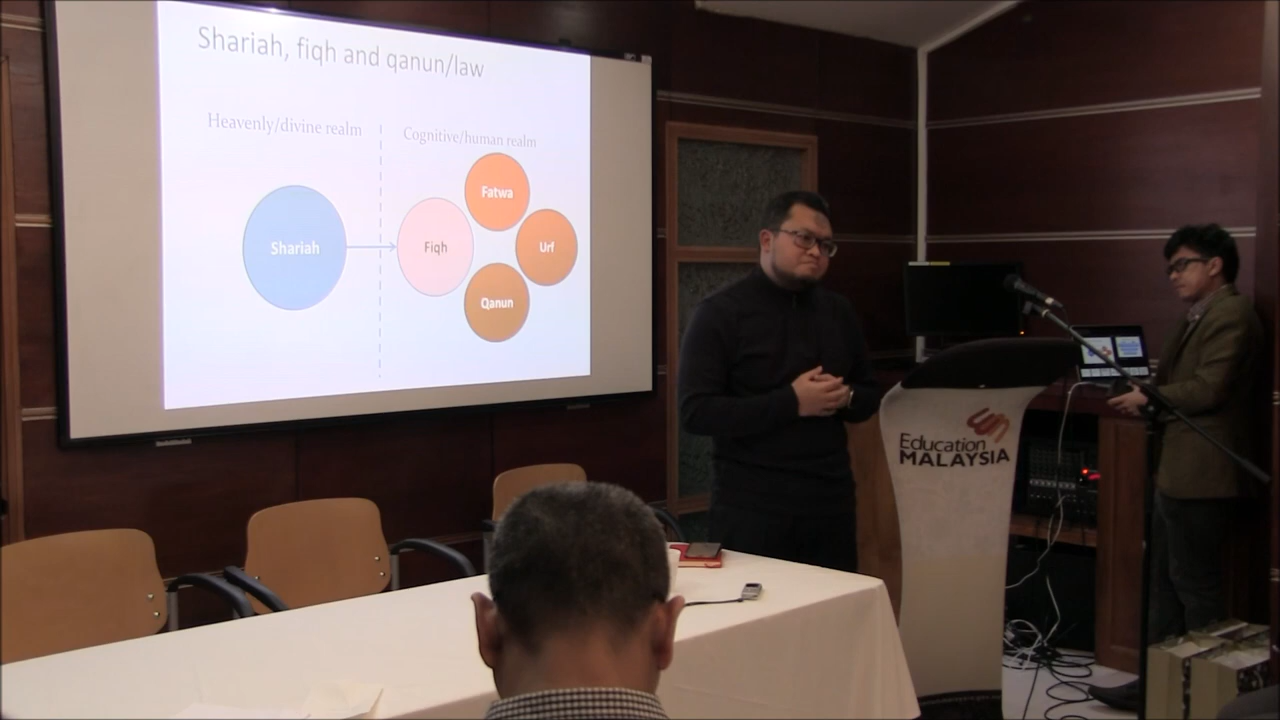 Shariah, fiqh and qanun/law
Heavenly/divine realm
Cognitive/human realm
Fatwa
Shariah
Fiqh
Urf
Qanun
Education
MALAYSIA